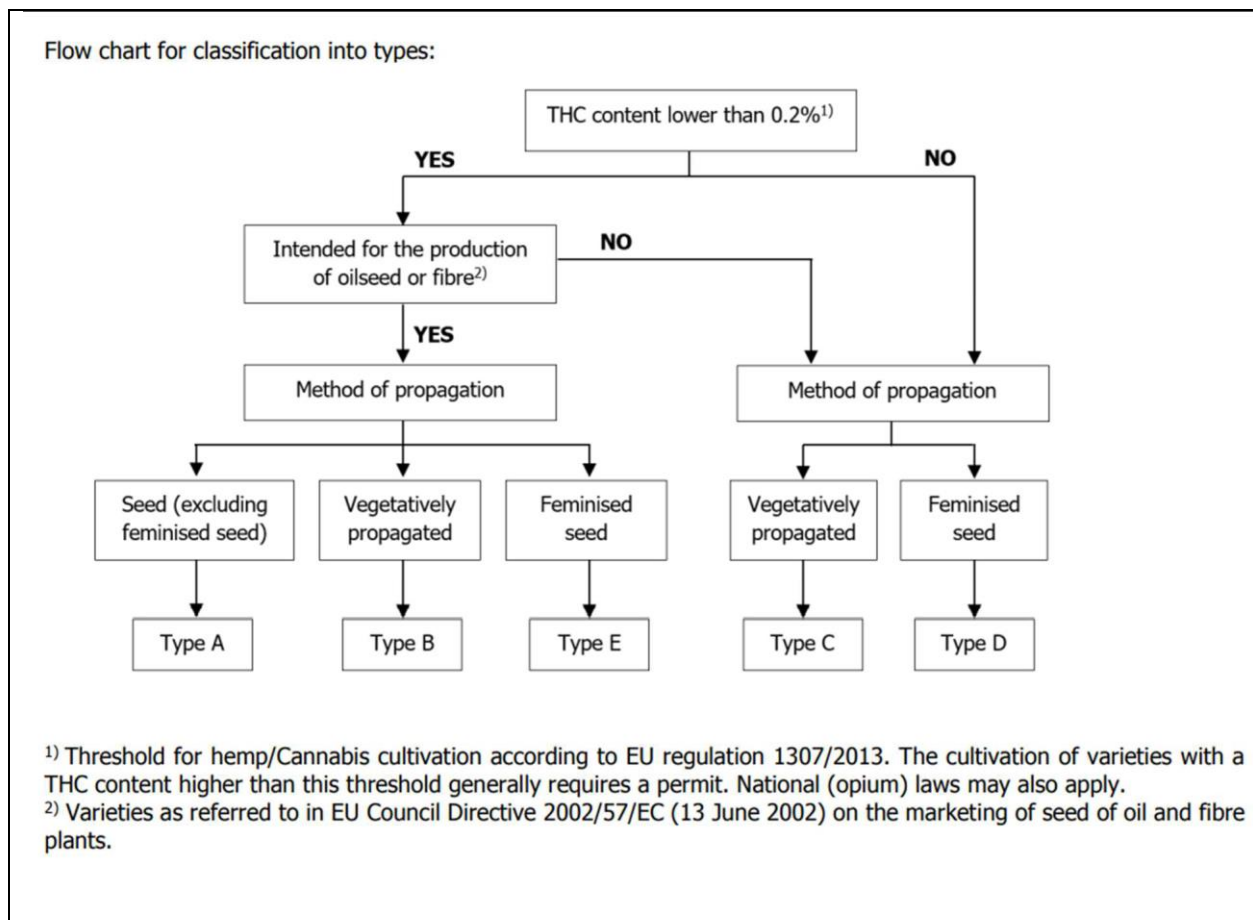 Flow chart for classification into types:
THC content lower than 0.2%1)
YES
NO
Intended for the production
of oilseed or fibre2)
NO
YES
Method of propagation
Method of propagation
Seed (excluding
feminised seed)
Vegetatively
propagated
Feminised
seed
Vegetatively
propagated
Feminised
seed
Type A
Type B
Type E
Type C
Type D
1) Threshold for hemp/Cannabis cultivation according to EU regulation 1307/2013. The cultivation of varieties with a
THC content higher than this threshold generally requires a permit. National (opium) laws may also apply.
2) Varieties as referred to in EU Council Directive 2002/57/EC (13 June 2002) on the marketing of seed of oil and fibre
plants.